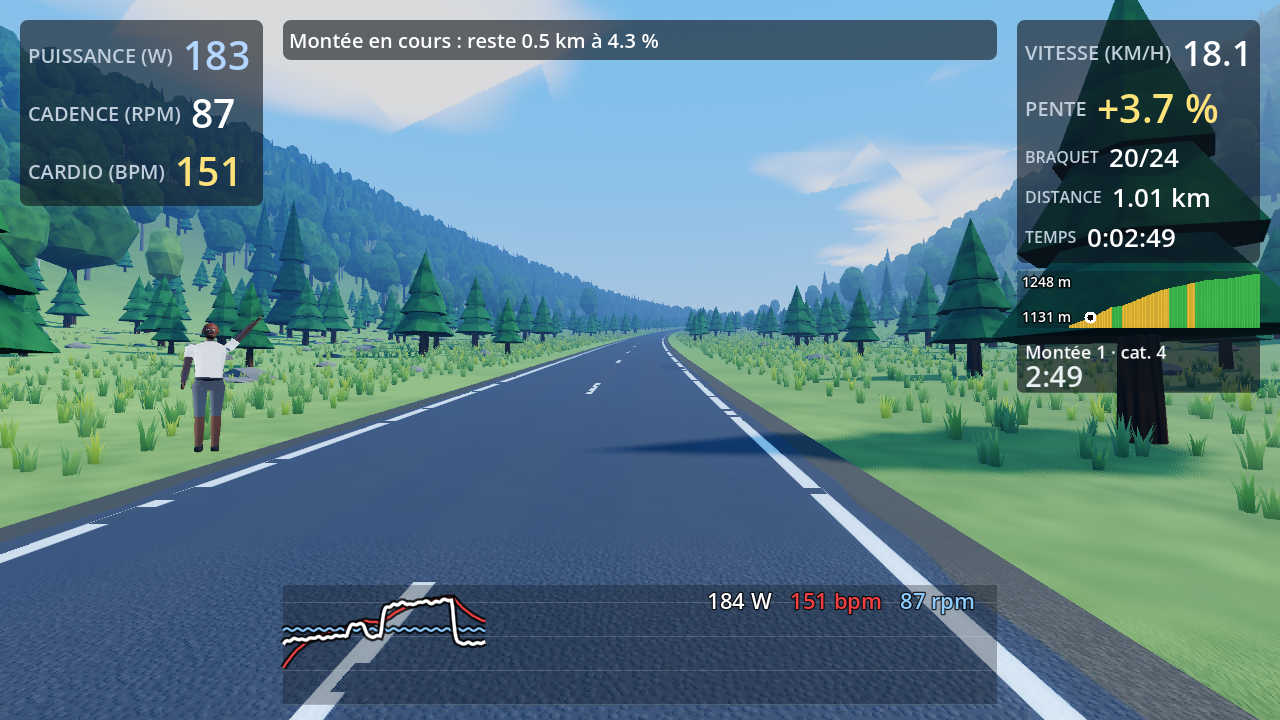 PUISSANCE (W) 183
CADENCE (RPM) 87
CARDIO (BPM) 151
Montée en cours : reste 0.5 km à 4.3 %
VITESSE (KM/H) 18.1
PENTE +3.7 %
BRAQUET 20/24
DISTANCE 1.01 km
TEMPS 0:02:49
1248 m
1131 m
Montée 1 · cat. 4
2:49
184 W 151 bpm 87 rpm